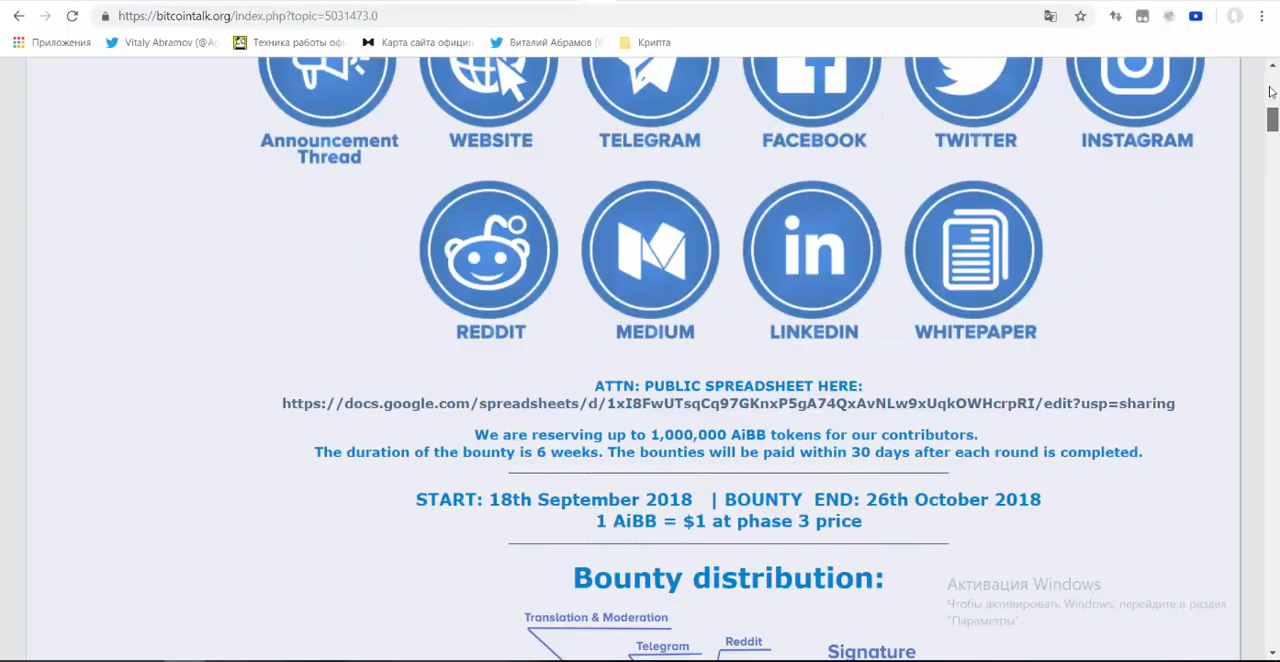 https://bitcointalk.org/index.php?topic=5031473.0
Приложения
Vitaly Abramov (@Ac
Техника работы оф
Карта сайта официн
Виталий Абрамов (
Крипта
Announcement
Thread
WEBSITE
TELEGRAM
FACEBOOK
TWITTER
INSTAGRAM
REDDIT
MEDIUM
LINKEDIN
WHITEPAPER
ATTN: PUBLIC SPREADSHEET HERE:
https://docs.google.com/spreadsheets/d/1xI8FwUTsqCq97GKnxP5gA74QxAvNLw9xUqkOWHcrpRI/edit?usp=sharing
We are reserving up to 1,000,000 AiBB tokens for our contributors.
The duration of the bounty is 6 weeks. The bounties will be paid within 30 days after each round is completed.
START: 18th September 2018 | BOUNTY END: 26th October 2018
1 AiBB = $1 at phase 3 price
Bounty distribution:
Активация Windows
Чтобы активировать Windows, перейдите в раздел
"Параметры".
Translation & Moderation
Telegram
Reddit
Signature